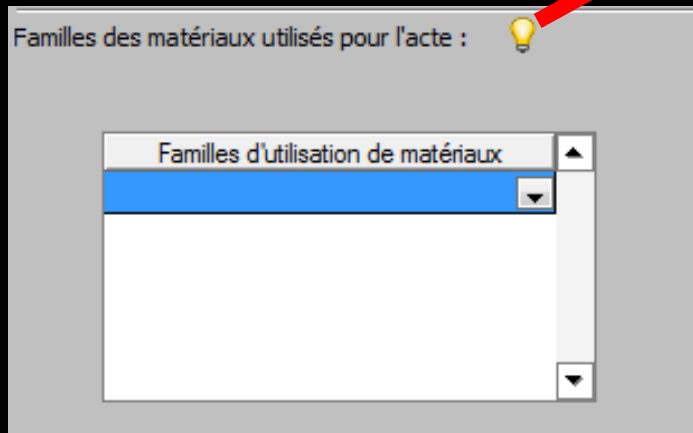 Familles des matériaux utilisés pour l'acte :
Familles d'utilisation de matériaux